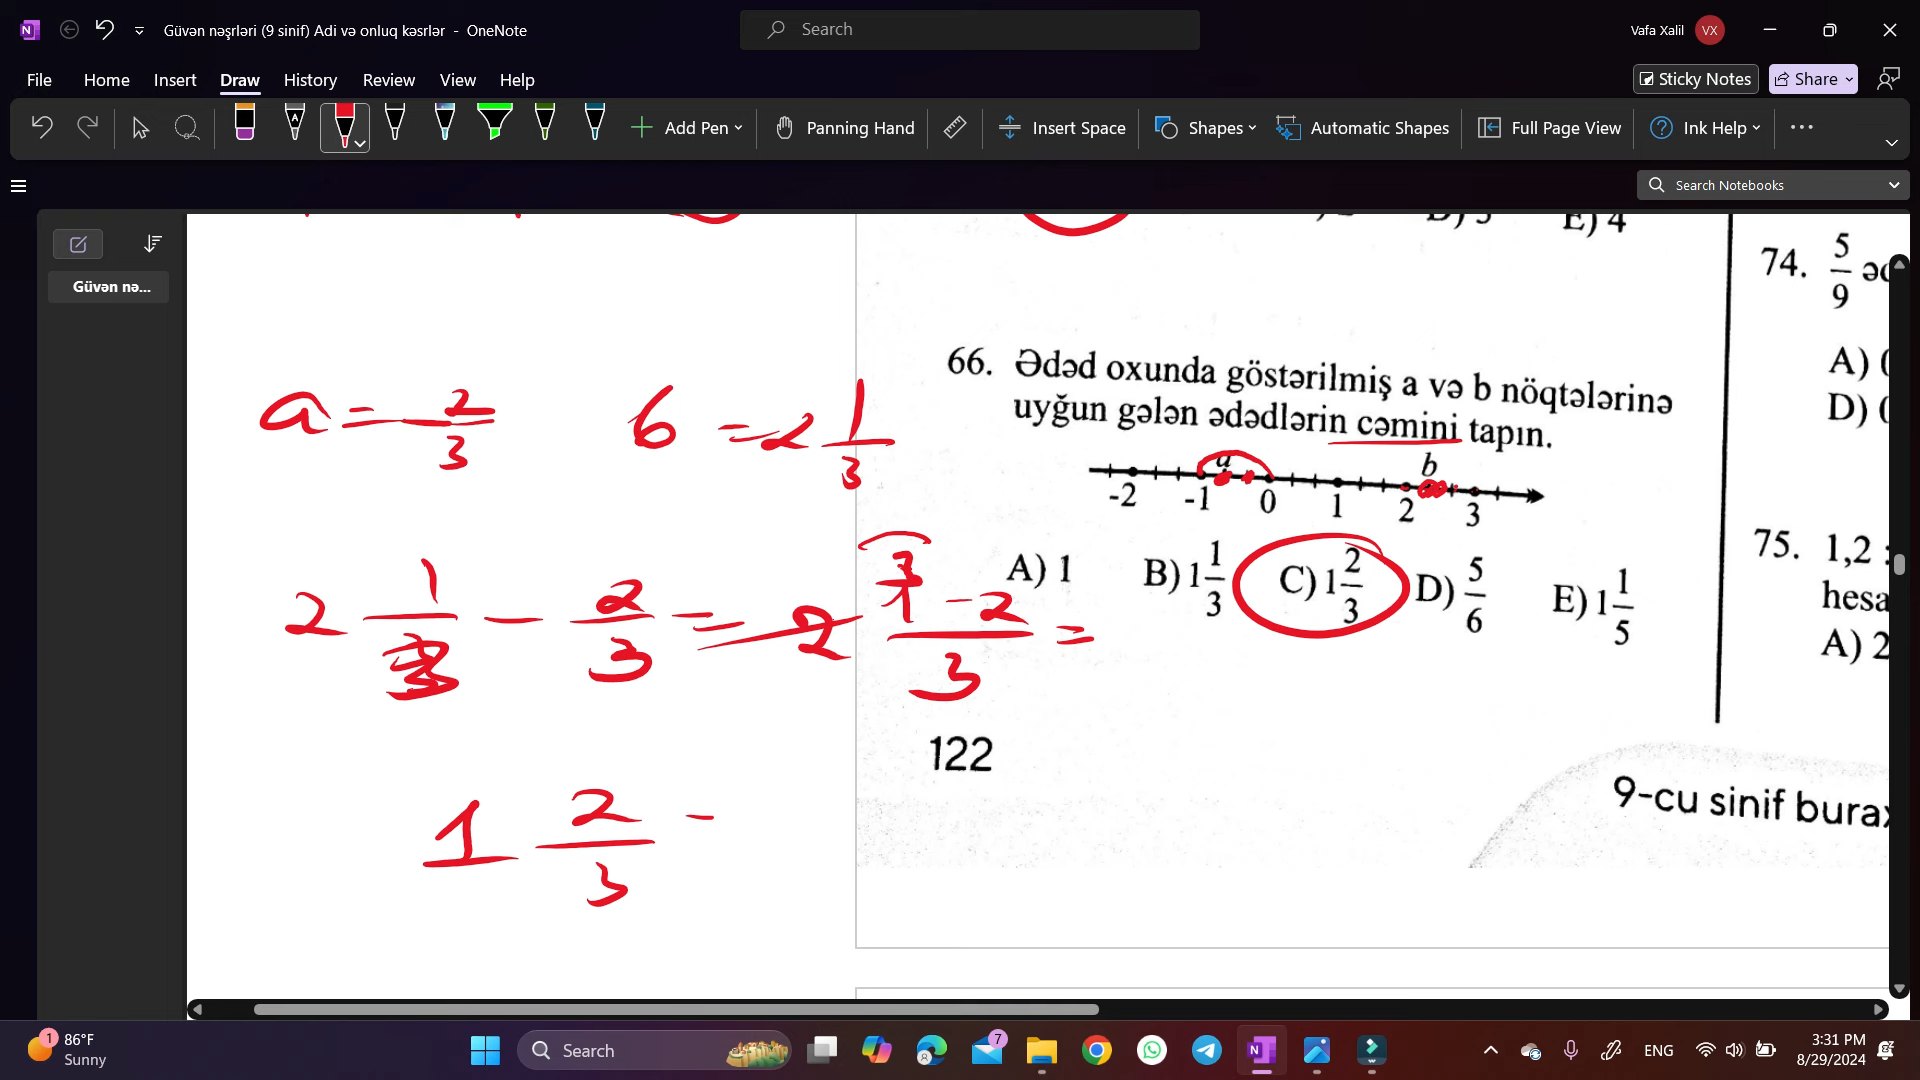 Güvən nəşrləri (9 sinif) Adi və onluq kəsrlər - OneNote
Search
Vafa Xalil
VX
File Home Insert Draw History Review View Help
Sticky Notes
Share
Add Pen
Panning Hand
Insert Space
Shapes
Automatic Shapes
Full Page View
Ink Help
Search Notebooks
Güvən nə...
E) 4
66. Ədəd oxunda göstərilmiş a və b nöqtələrinə
uyğun gələn ədədlərin cəmini tapın.
a b
-2 -1 0 1 2 3
A) 1 B) 1 1/3 C) 1 2/3 D) 5/6 E) 1 1/5
122
9-cu sinif bura
74. 5/9 əd
A) (
D) (
75. 1,2 :
hesa
A) 2
a = - 2/3 b = 2 1/3
2 1/3 - 2/3 =
1 2/3 -
86°F
Sunny
Search
7
ENG
3:31 PM
8/29/2024